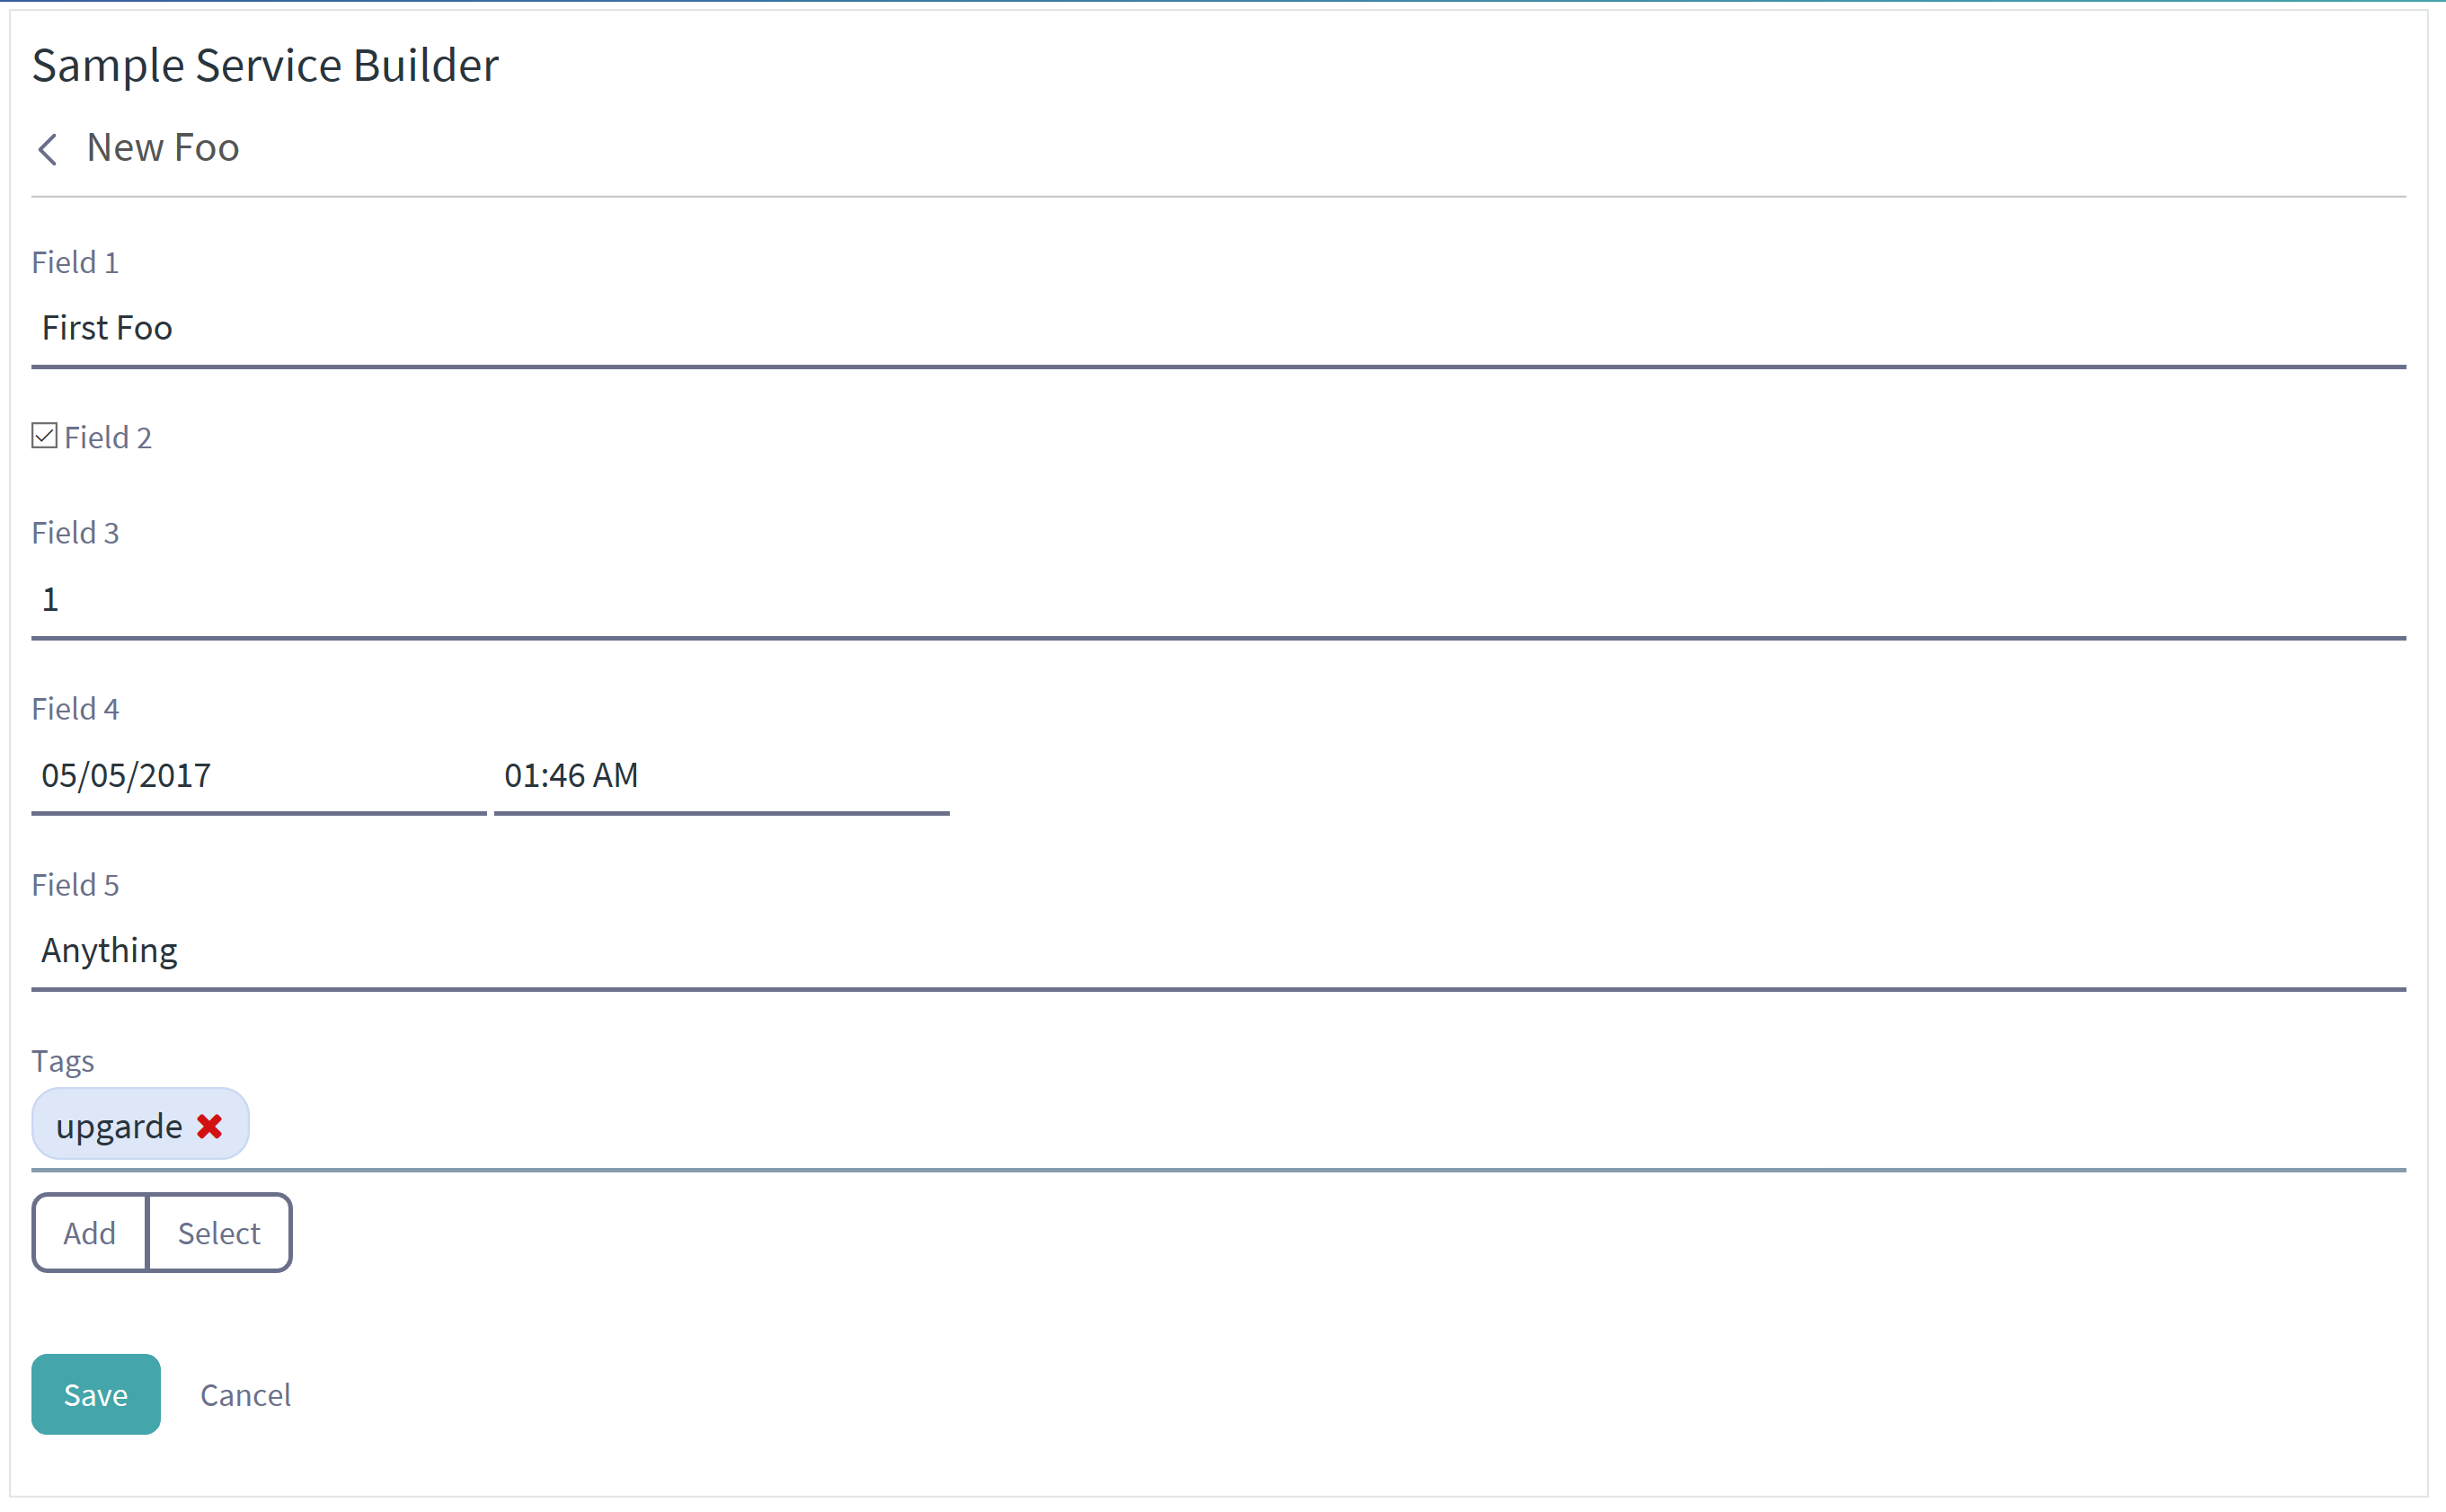 Sample Service Builder
New Foo
Field 1
First Foo
Field 2
Field 3
1
Field 4
05/05/2017 01:46 AM
Field 5
Anything
Tags
upgarde
Add Select
Save Cancel